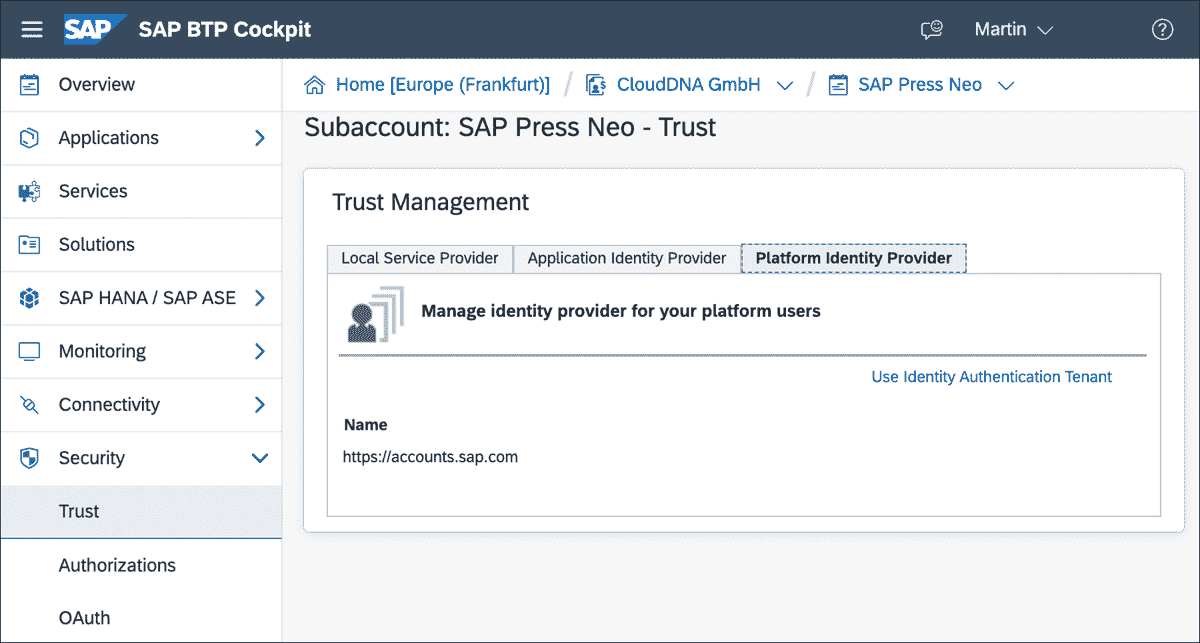 SAP SAP BTP Cockpit Martin
Overview
Applications
Services
Solutions
SAP HANA / SAP ASE
Monitoring
Connectivity
Security
Trust
Authorizations
OAuth
Home [Europe (Frankfurt)] / CloudDNA GmbH / SAP Press Neo
Subaccount: SAP Press Neo - Trust
Trust Management
Local Service Provider Application Identity Provider Platform Identity Provider
Manage identity provider for your platform users
Use Identity Authentication Tenant
Name
https://accounts.sap.com